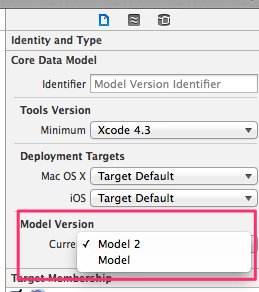 Identity and Type
Core Data Model
Identifier Model Version Identifier
Tools Version
Minimum Xcode 4.3
Deployment Targets
Mac OS X Target Default
iOS Target Default
Model Version
Curre ✓ Model 2
Model
Target Membership